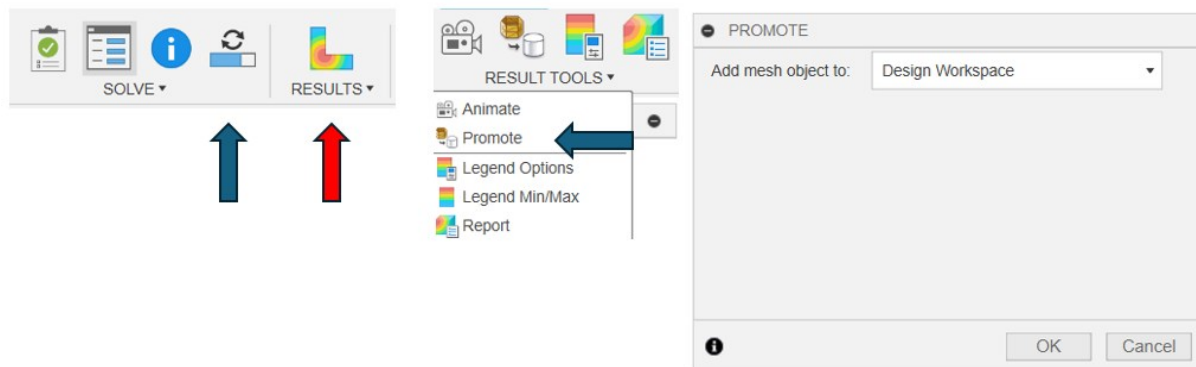 SOLVE ▾
RESULTS ▾
RESULT TOOLS ▾
Animate
Promote
Legend Options
Legend Min/Max
Report
PROMOTE
Add mesh object to: Design Workspace
OK Cancel